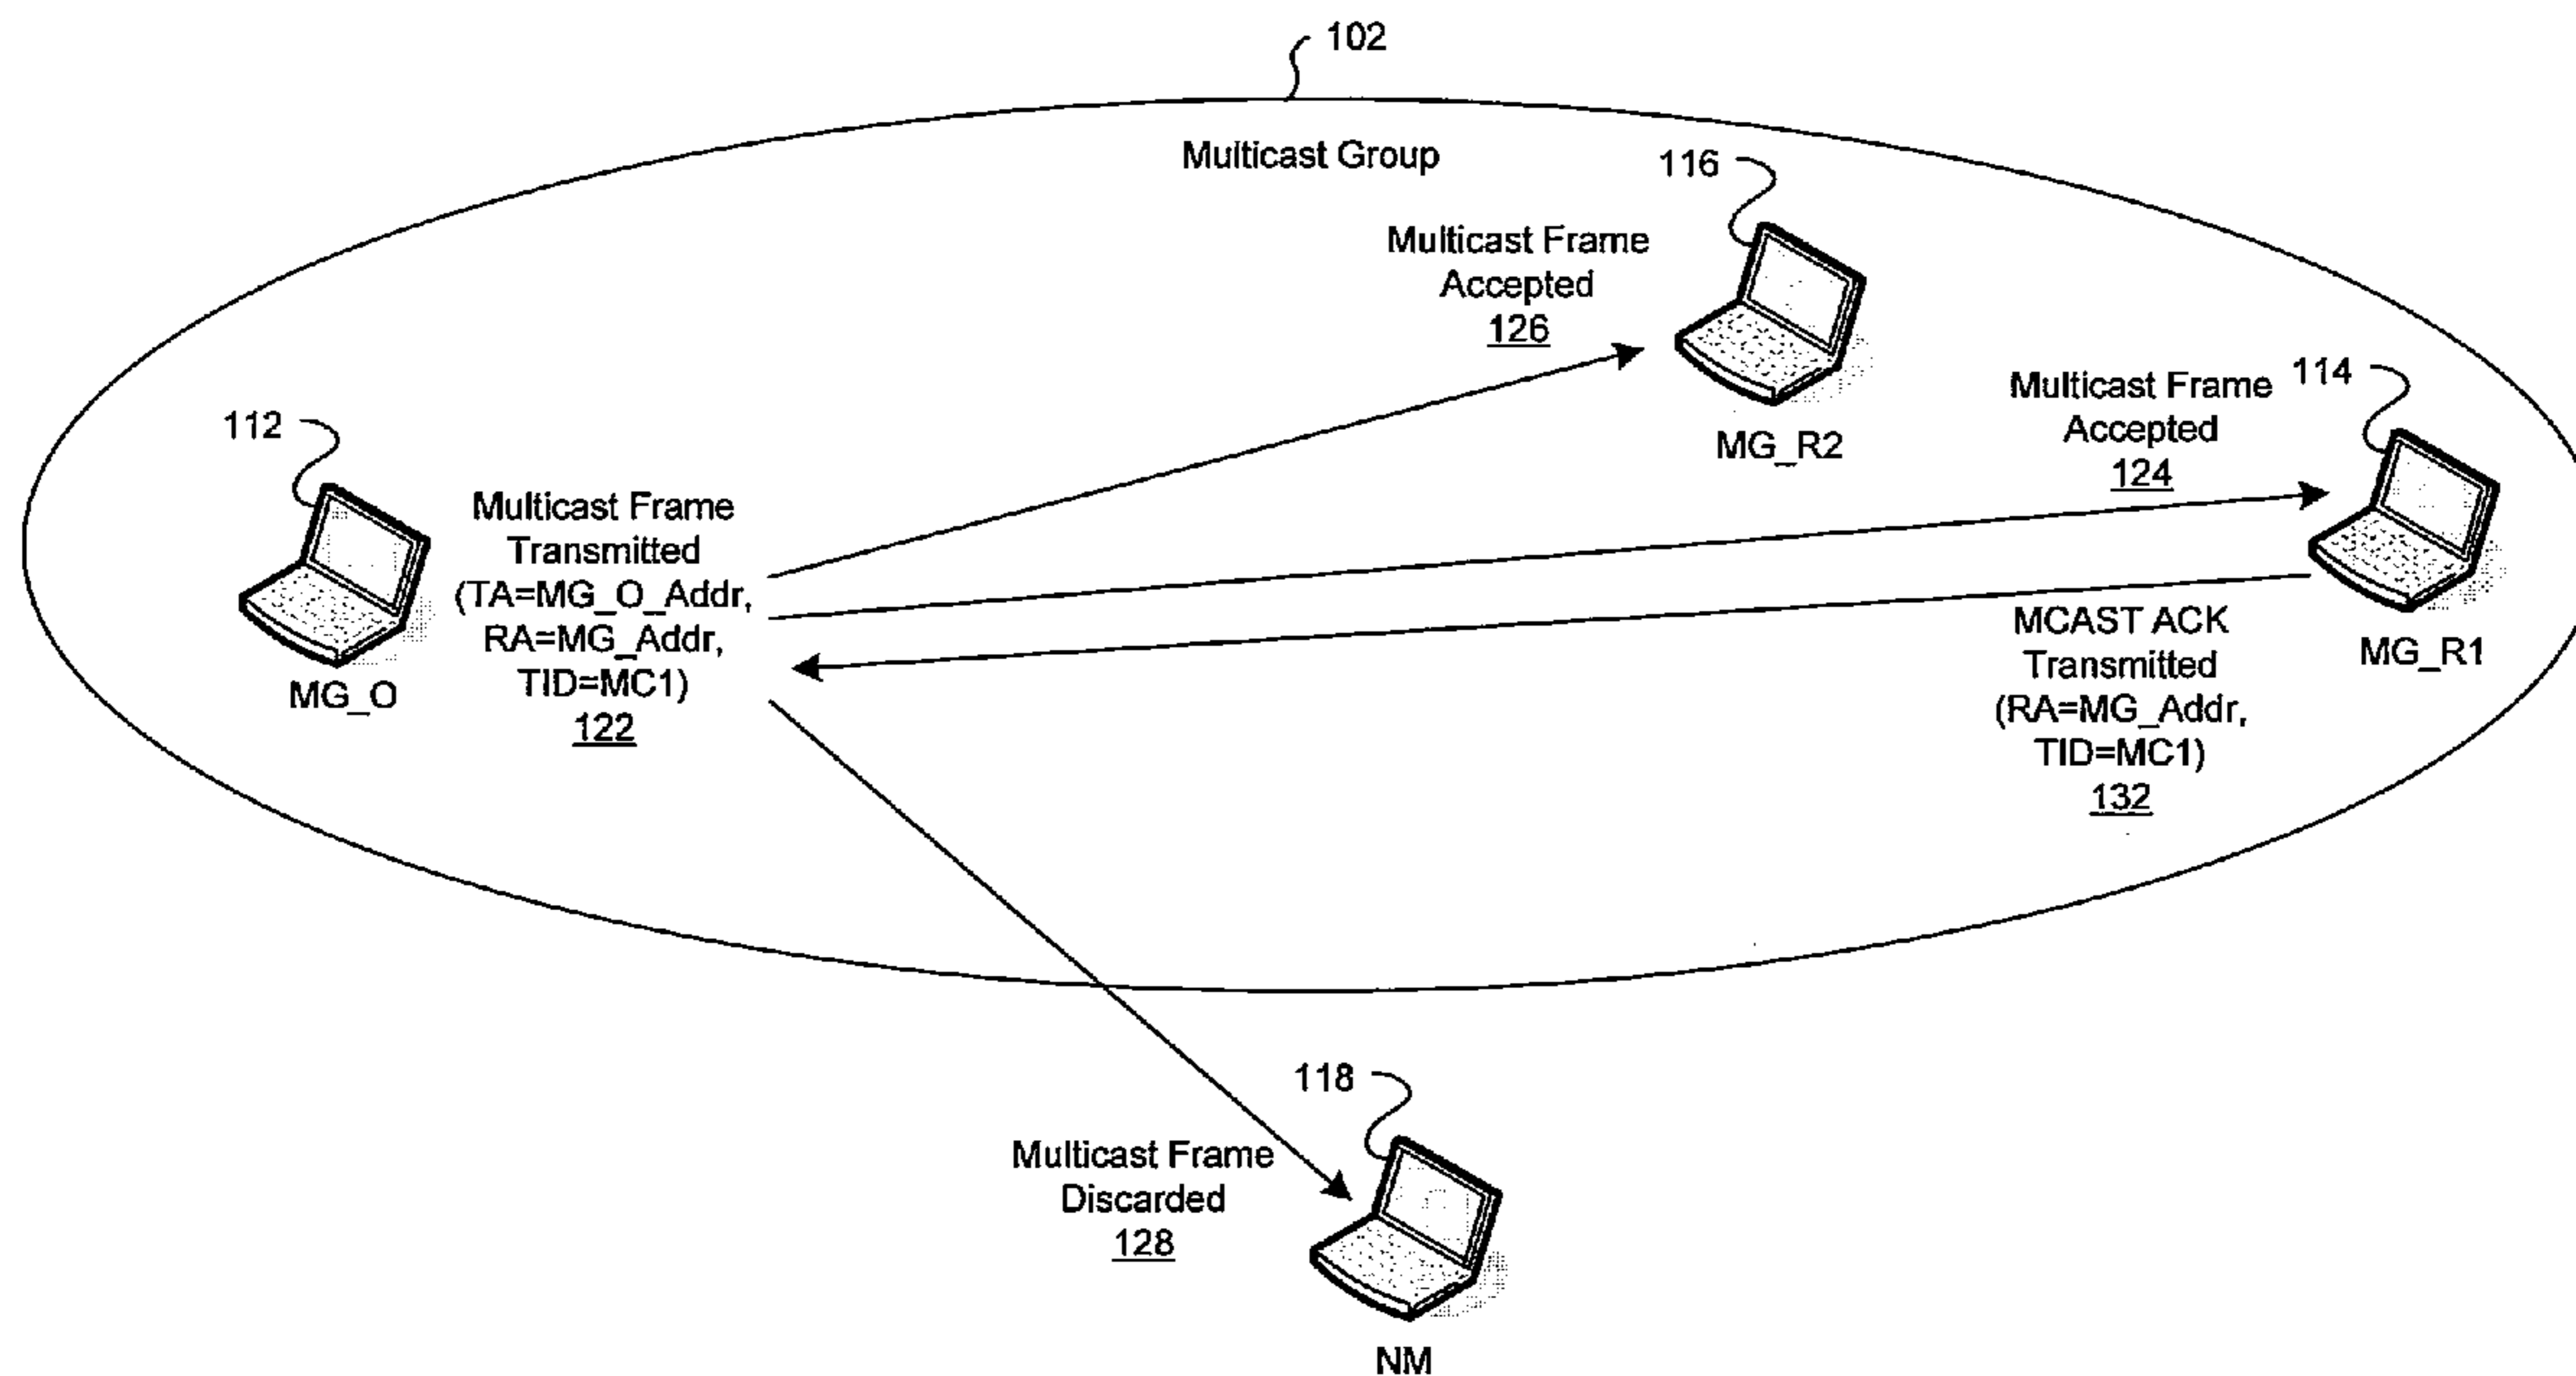 102
Multicast Group
116
Multicast Frame
Accepted
126
MG_R2
Multicast Frame
Accepted
124
114
MG_R1
112
MG_O
Multicast Frame
Transmitted
(TA=MG_O_Addr,
RA=MG_Addr,
TID=MC1)
122
MCAST ACK
Transmitted
(RA=MG_Addr,
TID=MC1)
132
118
Multicast Frame
Discarded
128
NM